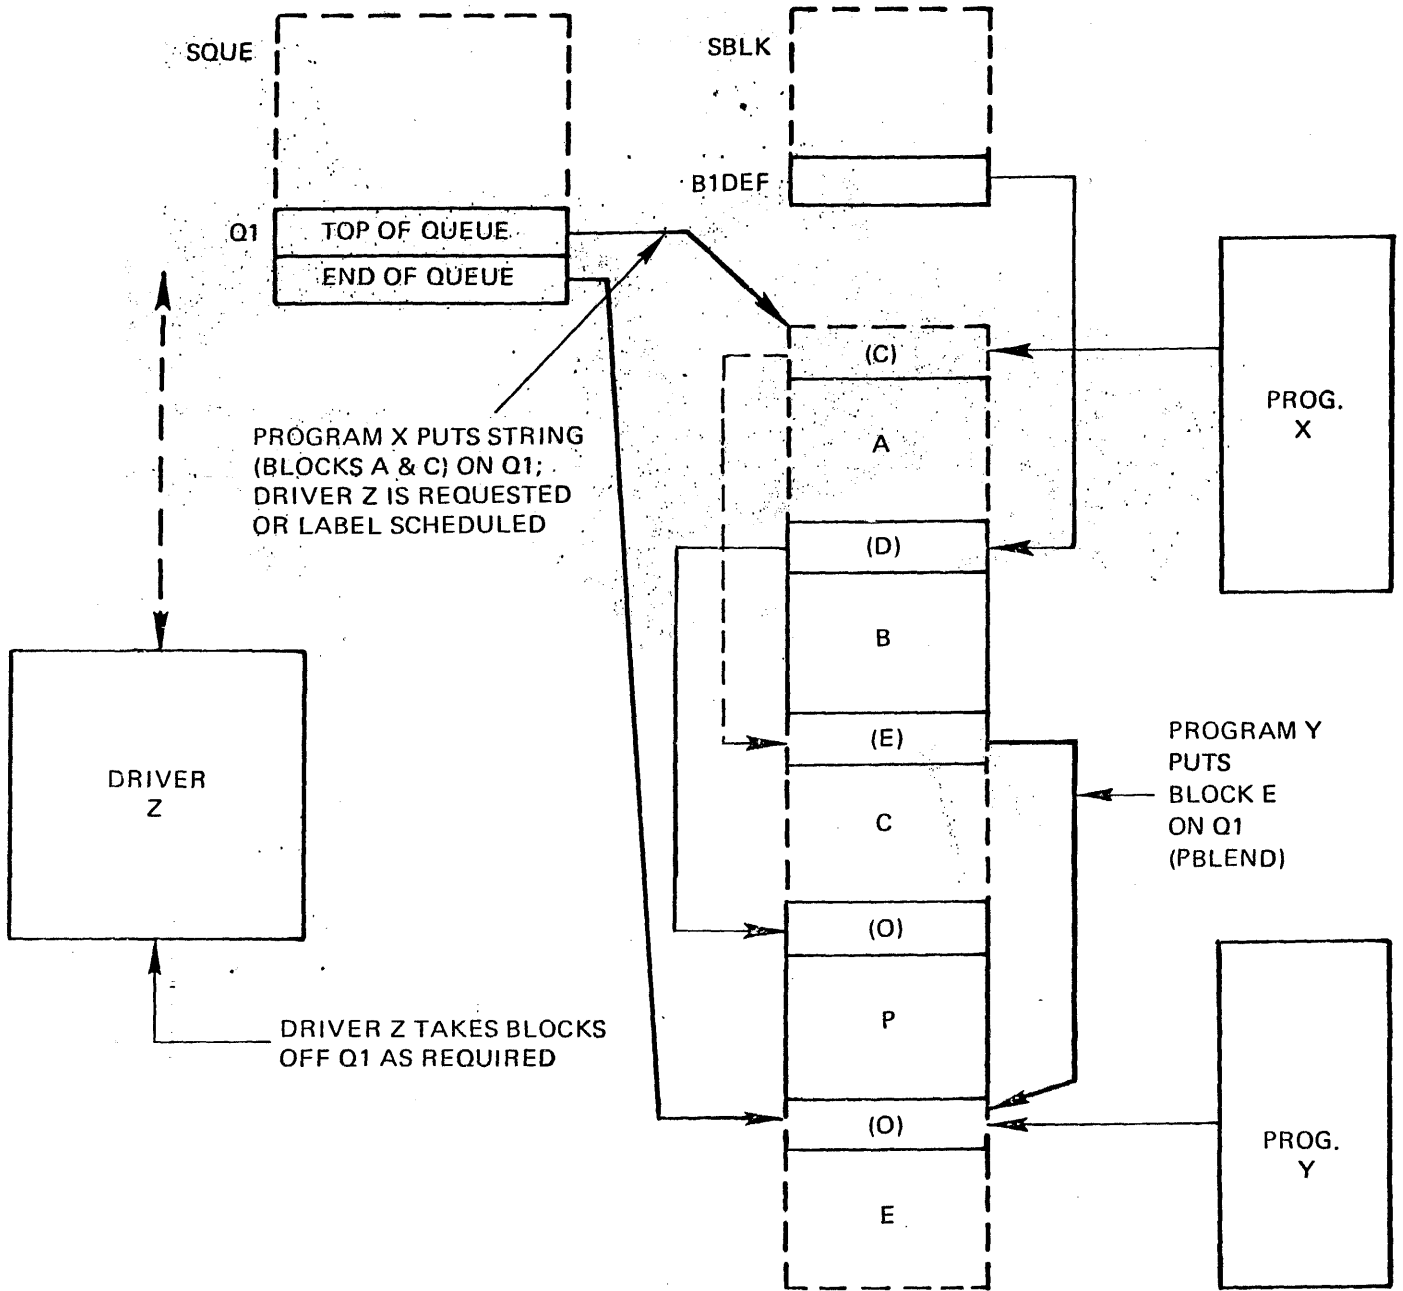 SQUE
SBLK
B1DEF
Q1
TOP OF QUEUE
END OF QUEUE
(C)
PROG.
X
A
PROGRAM X PUTS STRING
(BLOCKS A & C) ON Q1;
DRIVER Z IS REQUESTED
OR LABEL SCHEDULED
(D)
B
(E)
PROGRAM Y
PUTS
BLOCK E
ON Q1
(PBLEND)
DRIVER
Z
C
(O)
P
DRIVER Z TAKES BLOCKS
OFF Q1 AS REQUIRED
(O)
PROG.
Y
E